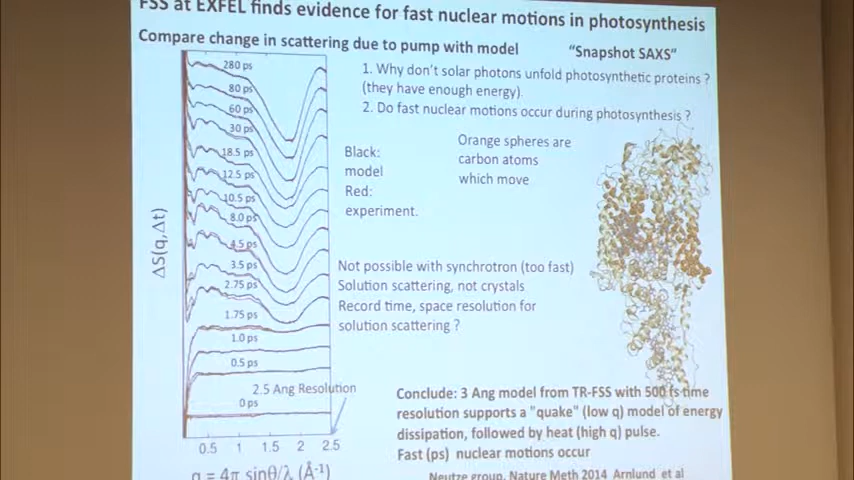 FSS at EXFEL finds evidence for fast nuclear motions in photosynthesis
Compare change in scattering due to pump with model
"Snapshot SAXS"
280 ps
80 ps
60 ps
30 ps
18.5 ps
12.5 ps
10.5 ps
8.0 ps
4.5 ps
3.5 ps
2.75 ps
1.75 ps
1.0 ps
0.5 ps
0 ps
2.5 Ang Resolution
ΔS(q,Δt)
0.5 1 1.5 2 2.5
q = 4π sinθ/λ (Å⁻¹)
1. Why don't solar photons unfold photosynthetic proteins ?
(they have enough energy).
2. Do fast nuclear motions occur during photosynthesis ?
Black:
model
Red:
experiment.
Orange spheres are
carbon atoms
which move
Not possible with synchrotron (too fast)
Solution scattering, not crystals
Record time, space resolution for
solution scattering ?
Conclude: 3 Ang model from TR-FSS with 500 fs time
resolution supports a "quake" (low q) model of energy
dissipation, followed by heat (high q) pulse.
Fast (ps) nuclear motions occur
Neutze group, Nature Meth 2014 Arnlund et al